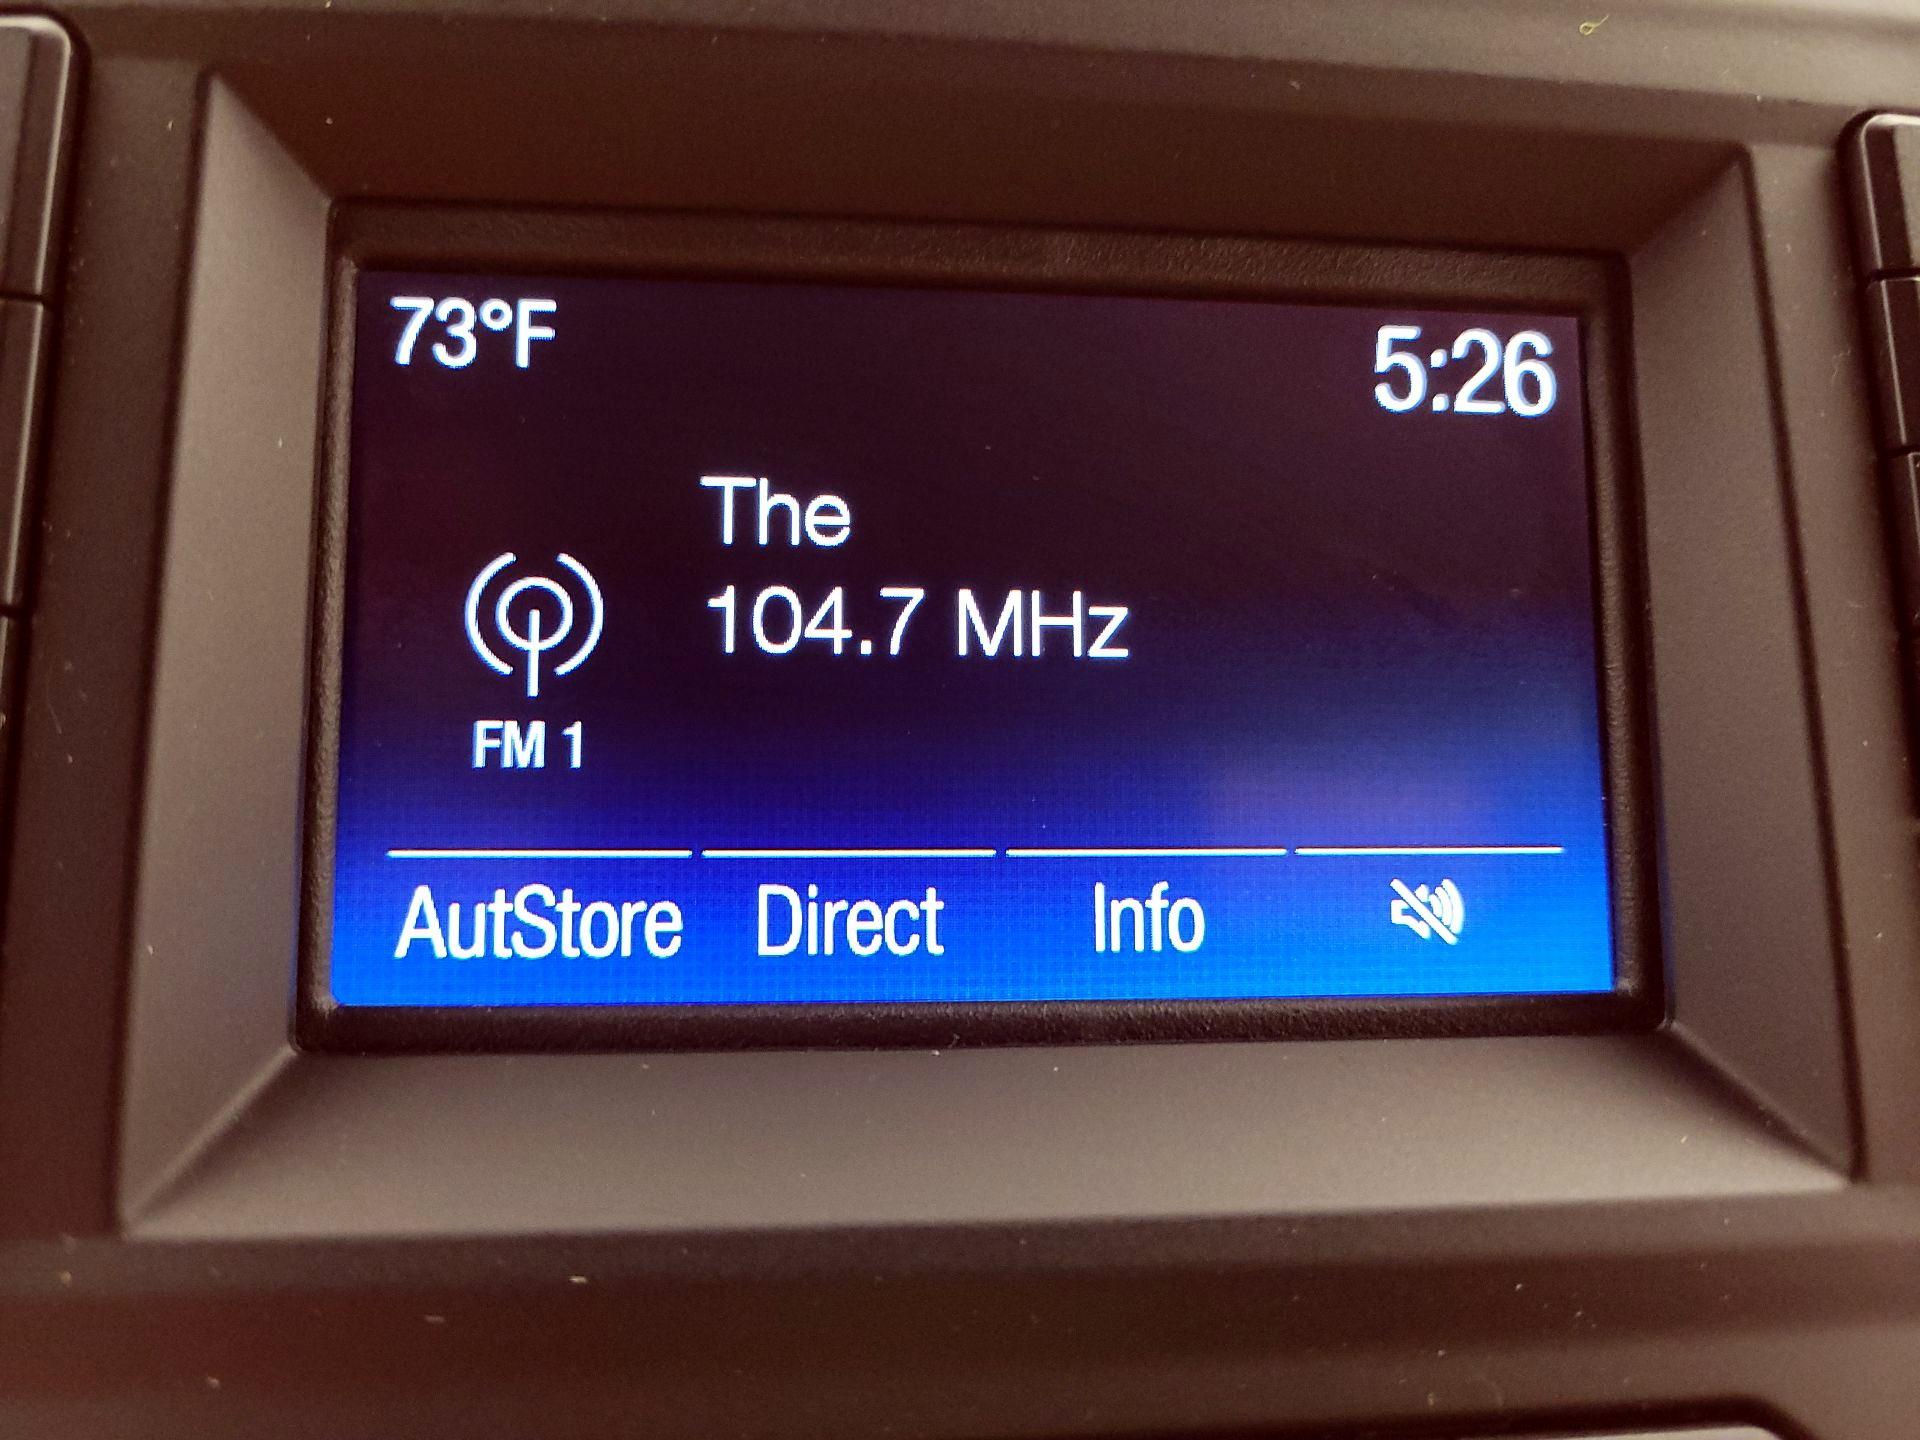 73°F
5:26
The
104.7 MHz
FM 1
AutStore Direct Info